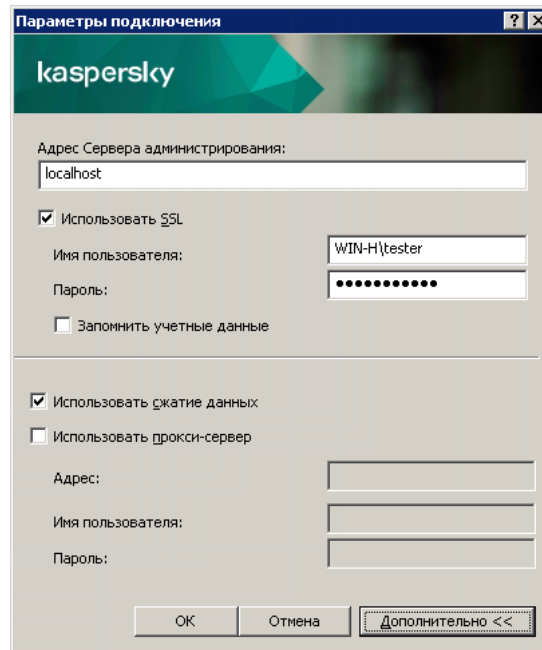 Параметры подключения
kaspersky
Адрес Сервера администрирования:
localhost
Использовать SSL
Имя пользователя: WIN-H\tester
Пароль: ●●●●●●●●●●●
Запомнить учетные данные
Использовать сжатие данных
Использовать прокси-сервер
Адрес:
Имя пользователя:
Пароль:
ОК Отмена Дополнительно <<